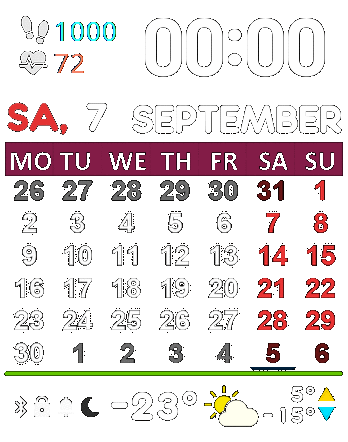 1000
00:00
72
SA, 7 SEPTEMBER
MO TU WE TH FR SA SU
26 27 28 29 30 31 1
2 3 4 5 6 7 8
9 10 11 12 13 14 15
16 17 18 19 20 21 22
23 24 25 26 27 28 29
30 1 2 3 4 5 6
-23° 5°
-15°